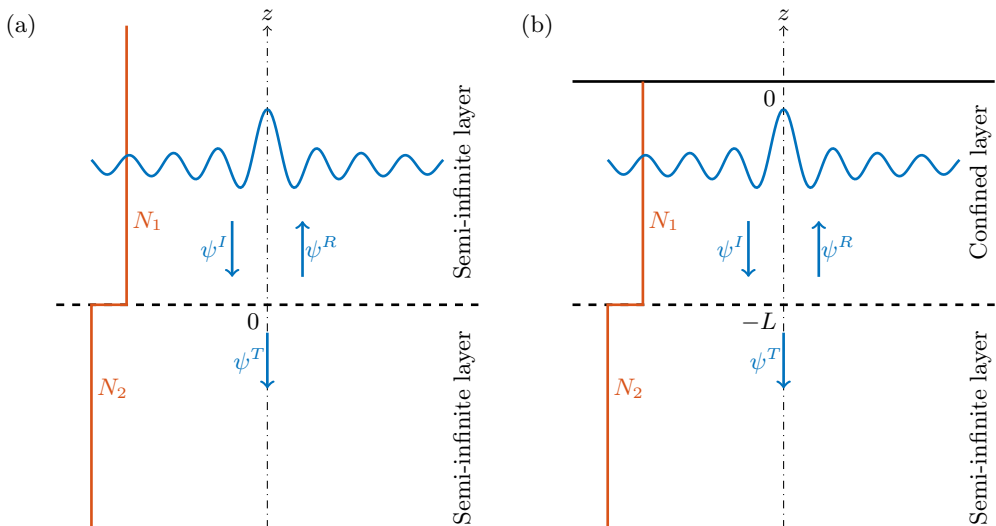 (a)
z
Semi-infinite layer
N₁
ψᴵ
ψᴿ
0
ψᵀ
N₂
Semi-infinite layer
(b)
z
0
Confined layer
N₁
ψᴵ
ψᴿ
−L
ψᵀ
N₂
Semi-infinite layer